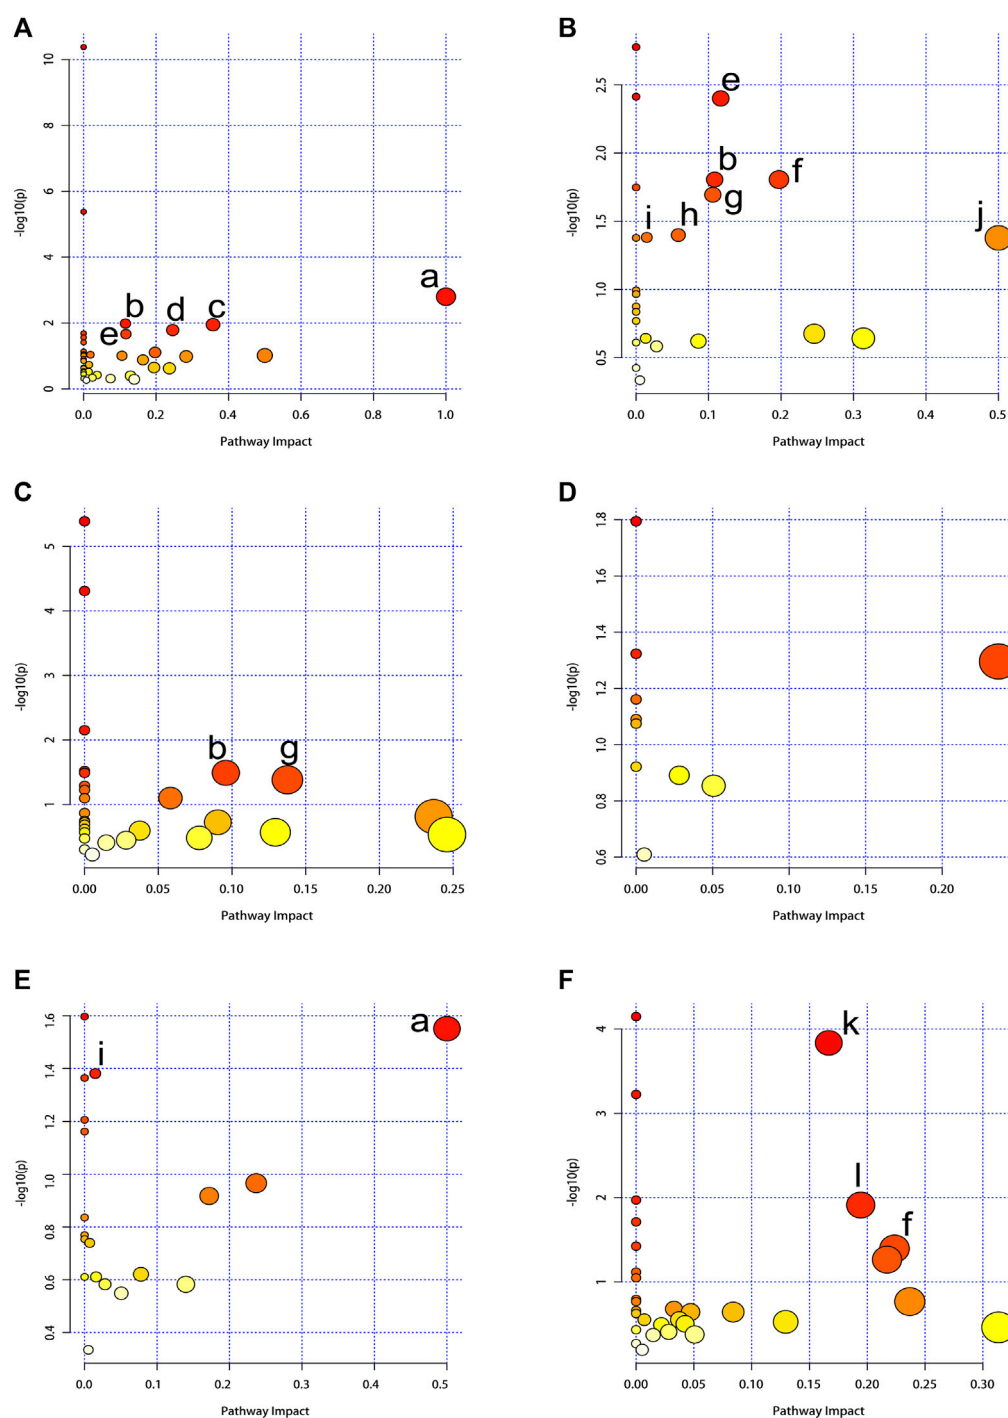 A
-log10(p)
10
8
6
4
2
0
a
b
d
c
e
0.0 0.2 0.4 0.6 0.8 1.0
Pathway Impact
B
-log10(p)
2.5
2.0
1.5
1.0
0.5
e
b
f
g
h
i
j
0.0 0.1 0.2 0.3 0.4 0.5
Pathway Impact
C
-log10(p)
5
4
3
2
1
b g
0.00 0.05 0.10 0.15 0.20 0.25
Pathway Impact
D
-log10(p)
1.8
1.6
1.4
1.2
1.0
0.8
0.6
0.00 0.05 0.10 0.15 0.20
Pathway Impact
E
-log10(p)
1.6
1.4
1.2
1.0
0.8
0.6
0.4
a
i
0.0 0.1 0.2 0.3 0.4 0.5
Pathway Impact
F
-log10(p)
4
3
2
1
k
l
f
0.00 0.05 0.10 0.15 0.20 0.25 0.30
Pathway Impact